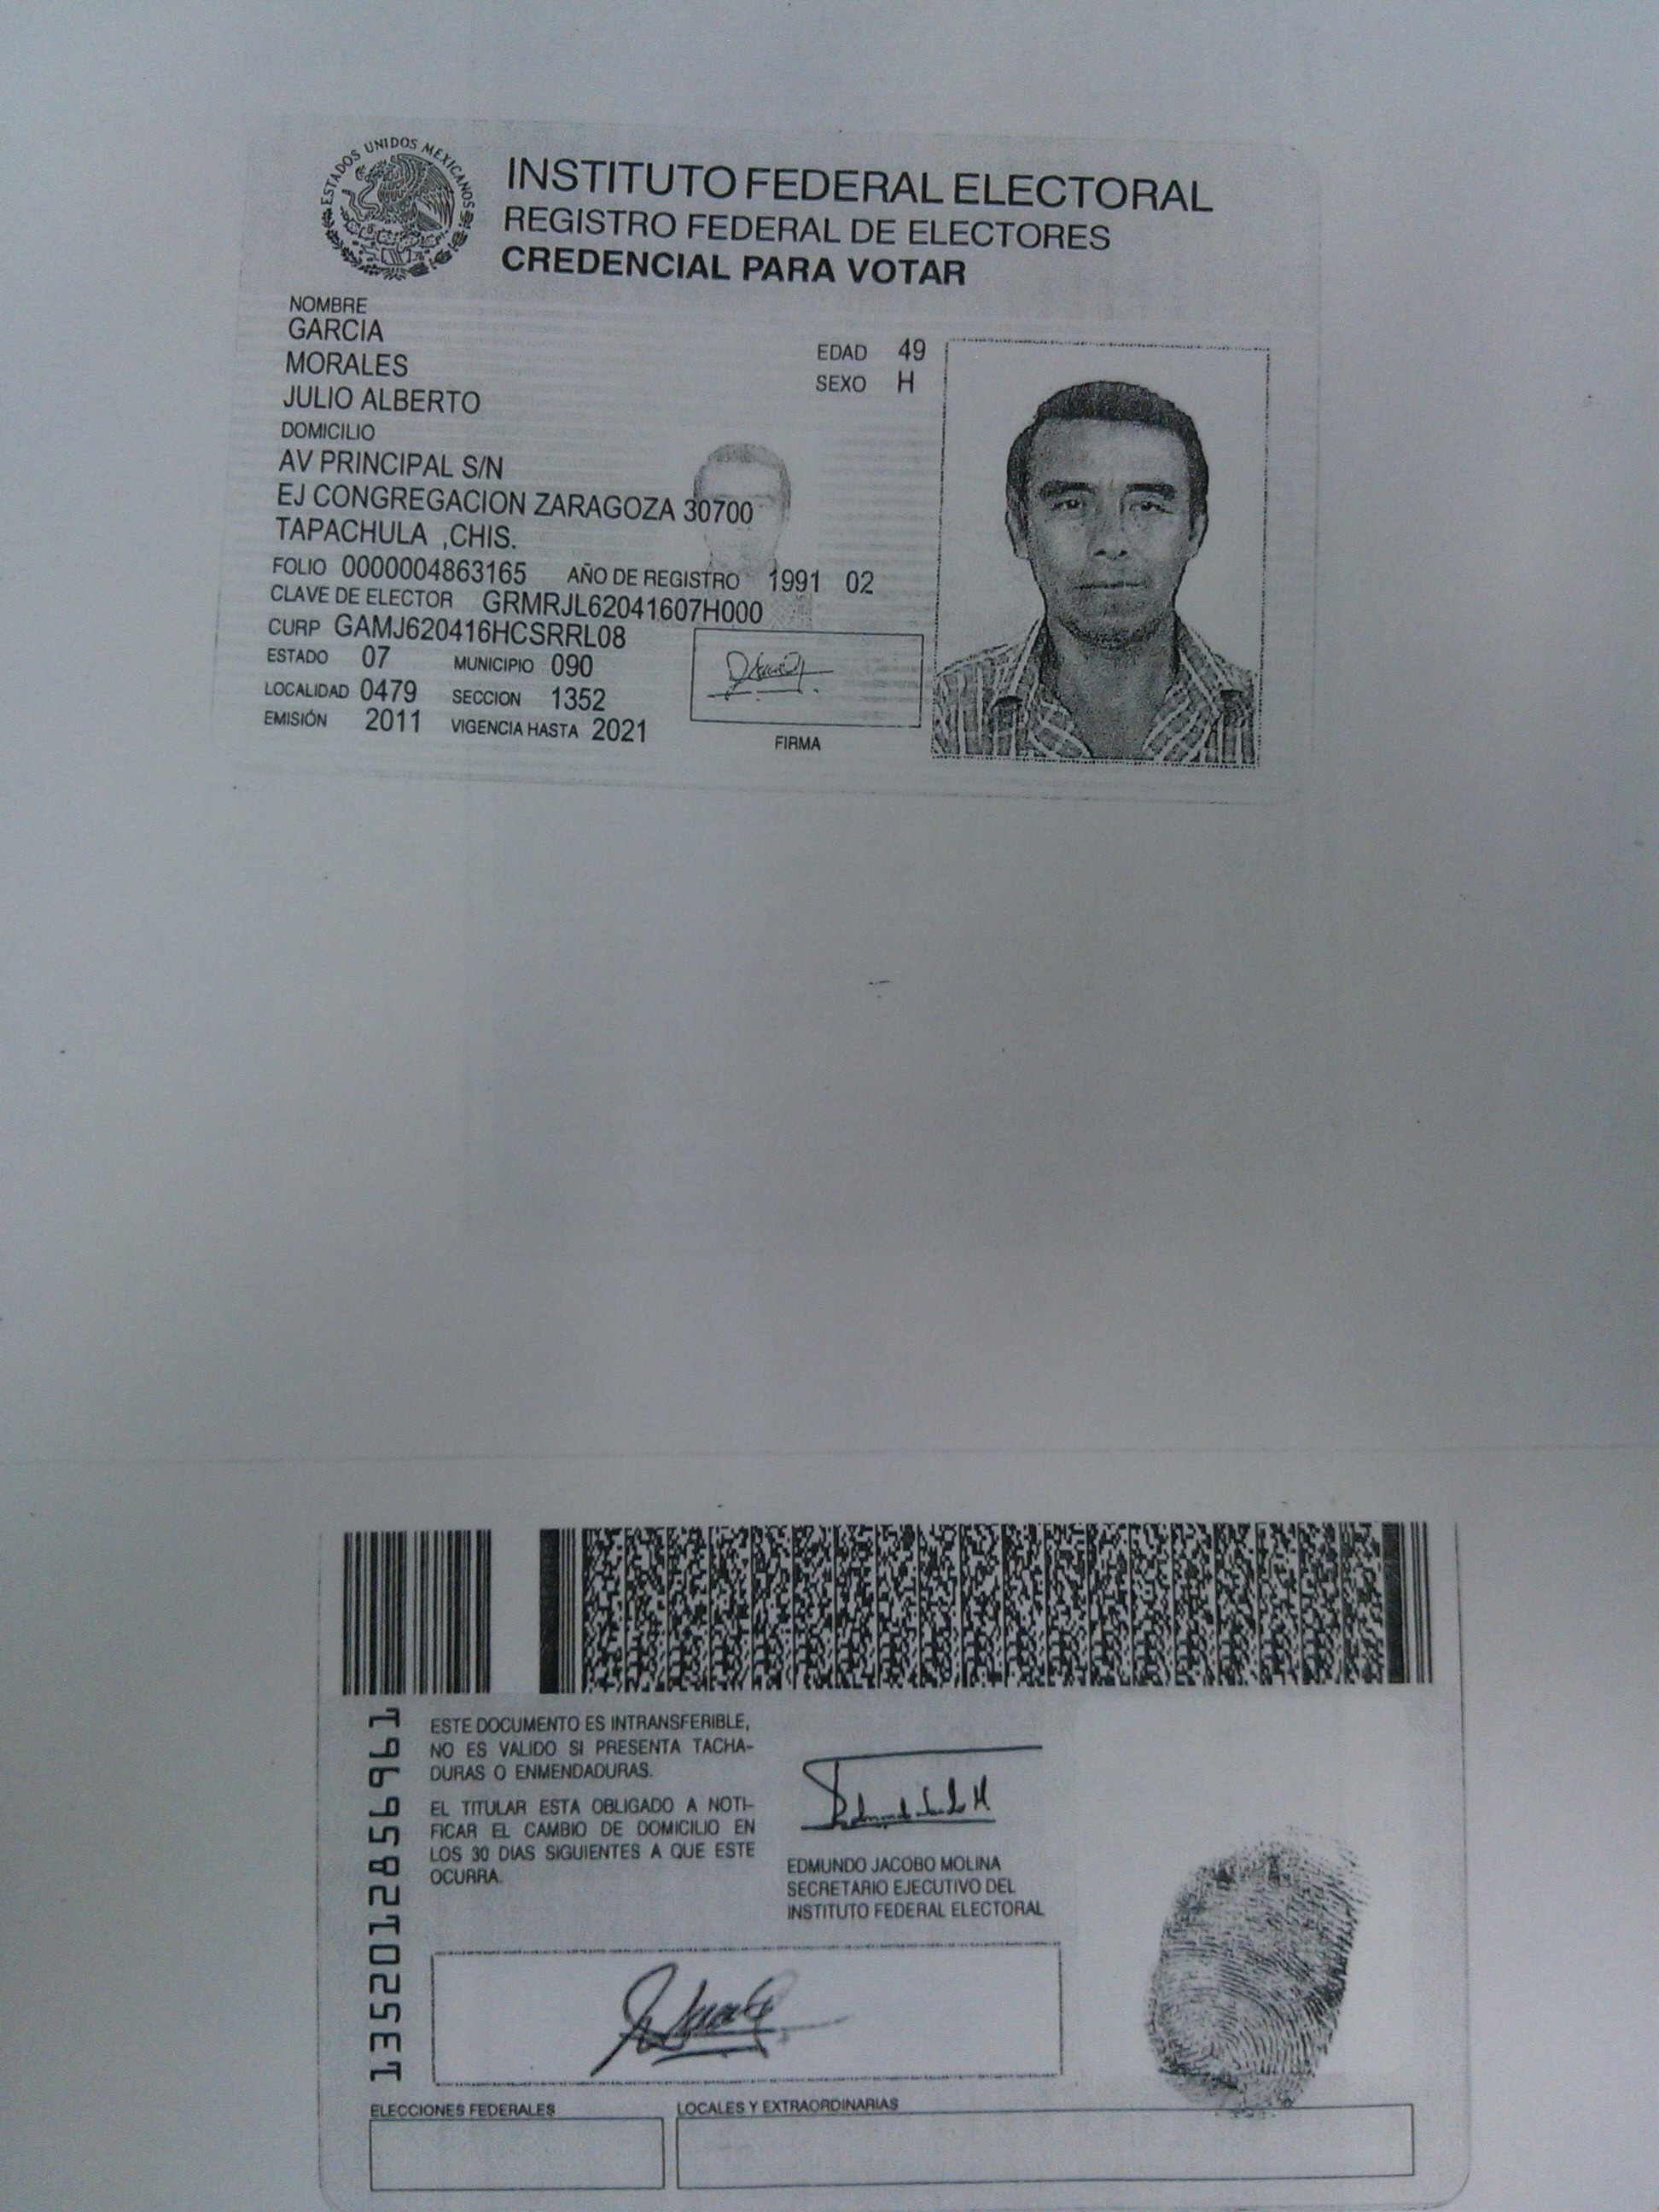 ESTADOS UNIDOS MEXICANOS
INSTITUTO FEDERAL ELECTORAL
REGISTRO FEDERAL DE ELECTORES
CREDENCIAL PARA VOTAR
NOMBRE
GARCIA
MORALES
JULIO ALBERTO
EDAD 49
SEXO H
DOMICILIO
AV PRINCIPAL S/N
EJ CONGREGACION ZARAGOZA 30700
TAPACHULA ,CHIS.
FOLIO 0000004863165 AÑO DE REGISTRO 1991 02
CLAVE DE ELECTOR GRMRJL62041607H000
CURP GAMJ620416HCSRRL08
ESTADO 07 MUNICIPIO 090
LOCALIDAD 0479 SECCION 1352
EMISIÓN 2011 VIGENCIA HASTA 2021
FIRMA
1352012856961
ESTE DOCUMENTO ES INTRANSFERIBLE,
NO ES VALIDO SI PRESENTA TACHA-
DURAS O ENMENDADURAS.
EL TITULAR ESTA OBLIGADO A NOTI-
FICAR EL CAMBIO DE DOMICILIO EN
LOS 30 DIAS SIGUIENTES A QUE ESTE
OCURRA.
EDMUNDO JACOBO MOLINA
SECRETARIO EJECUTIVO DEL
INSTITUTO FEDERAL ELECTORAL
ELECCIONES FEDERALES
LOCALES Y EXTRAORDINARIAS